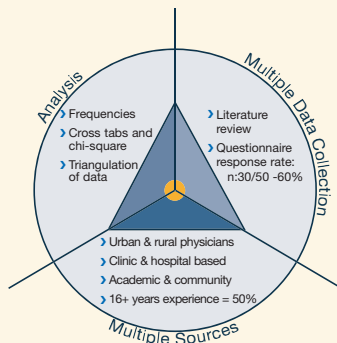 Analysis
Frequencies
Cross tabs and
chi-square
Triangulation
of data
Multiple Data Collection
Literature
review
Questionnaire
response rate:
n:30/50 -60%
Urban & rural physicians
Clinic & hospital based
Academic & community
16+ years experience = 50%
Multiple Sources